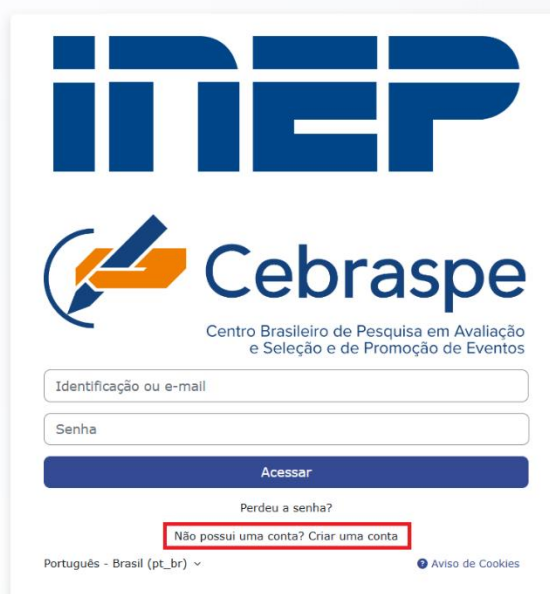 inep
Cebraspe
Centro Brasileiro de Pesquisa em Avaliação
e Seleção e de Promoção de Eventos
Identificação ou e-mail
Senha
Acessar
Perdeu a senha?
Não possui uma conta? Criar uma conta
Português - Brasil (pt_br)
Aviso de Cookies